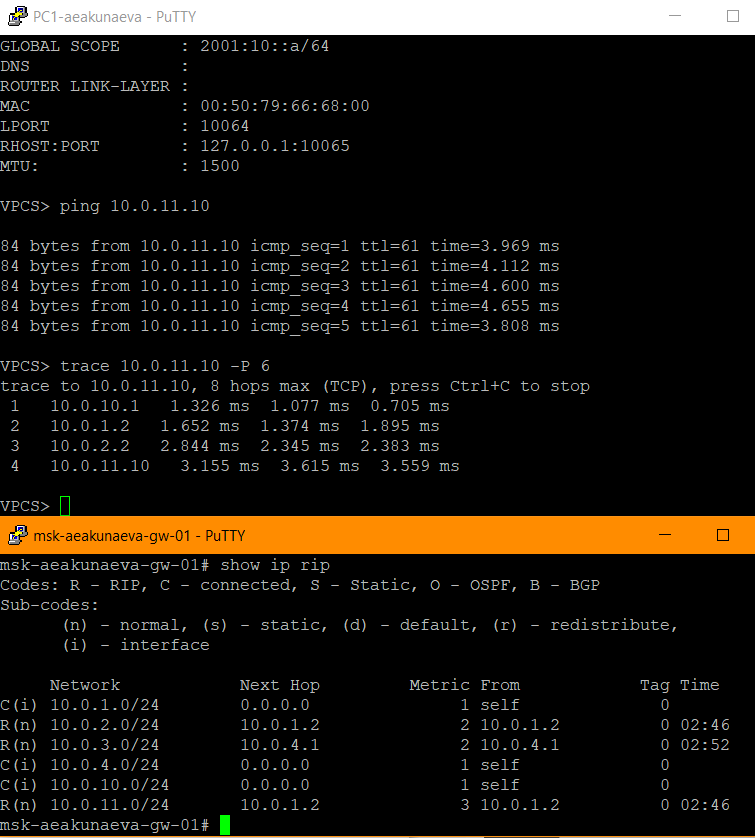 PC1-aeakunaeva - PuTTY
GLOBAL SCOPE      : 2001:10::a/64
DNS               :
ROUTER LINK-LAYER :
MAC               : 00:50:79:66:68:00
LPORT             : 10064
RHOST:PORT        : 127.0.0.1:10065
MTU:              : 1500
VPCS> ping 10.0.11.10
84 bytes from 10.0.11.10 icmp_seq=1 ttl=61 time=3.969 ms
84 bytes from 10.0.11.10 icmp_seq=2 ttl=61 time=4.112 ms
84 bytes from 10.0.11.10 icmp_seq=3 ttl=61 time=4.600 ms
84 bytes from 10.0.11.10 icmp_seq=4 ttl=61 time=4.655 ms
84 bytes from 10.0.11.10 icmp_seq=5 ttl=61 time=3.808 ms
VPCS> trace 10.0.11.10 -P 6
trace to 10.0.11.10, 8 hops max (TCP), press Ctrl+C to stop
 1   10.0.10.1   1.326 ms  1.077 ms  0.705 ms
 2   10.0.1.2   1.652 ms  1.374 ms  1.895 ms
 3   10.0.2.2   2.844 ms  2.345 ms  2.383 ms
 4   10.0.11.10   3.155 ms  3.615 ms  3.559 ms
VPCS>
msk-aeakunaeva-gw-01 - PuTTY
msk-aeakunaeva-gw-01# show ip rip
Codes: R - RIP, C - connected, S - Static, O - OSPF, B - BGP
Sub-codes:
      (n) - normal, (s) - static, (d) - default, (r) - redistribute,
      (i) - interface
     Network            Next Hop         Metric From            Tag Time
C(i) 10.0.1.0/24        0.0.0.0               1 self              0
R(n) 10.0.2.0/24        10.0.1.2              2 10.0.1.2          0 02:46
R(n) 10.0.3.0/24        10.0.4.1              2 10.0.4.1          0 02:52
C(i) 10.0.4.0/24        0.0.0.0               1 self              0
C(i) 10.0.10.0/24       0.0.0.0               1 self              0
R(n) 10.0.11.0/24       10.0.1.2              3 10.0.1.2          0 02:46
msk-aeakunaeva-gw-01#